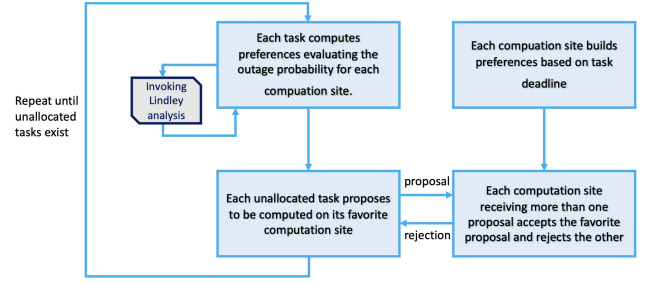 Each task computes
preferences evaluating the
outage probability for each
compuation site.
Each compuation site builds
preferences based on task
deadline
Invoking
Lindley
analysis
Repeat until
unallocated
tasks exist
Each unallocated task proposes
to be computed on its favorite
computation site
proposal
rejection
Each computation site
receiving more than one
proposal accepts the favorite
proposal and rejects the other